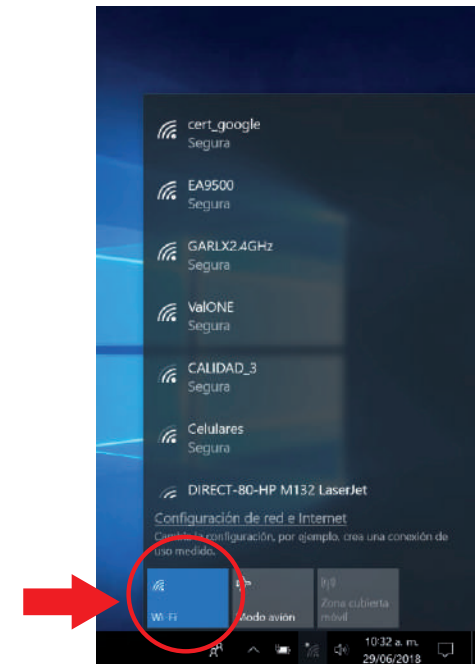 cert_google
Segura
EA9500
Segura
GARLX2.4GHz
Segura
ValONE
Segura
CALIDAD_3
Segura
Celulares
Segura
DIRECT-80-HP M132 LaserJet
Configuración de red e Internet
Cambie la configuración, por ejemplo, crea una conexión de
uso medido.
Wi-Fi
Modo avión
Zona cubierta
móvil
10:32 a. m.
29/06/2018